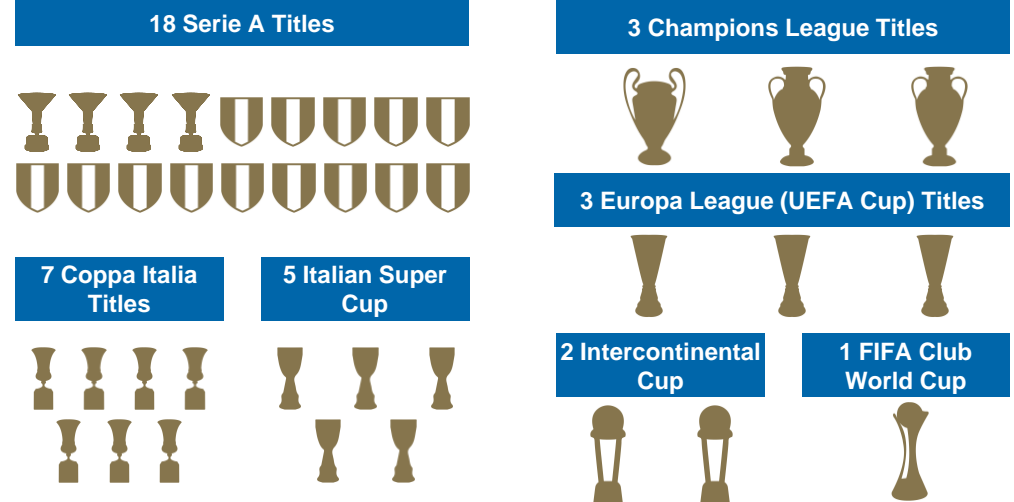 18 Serie A Titles
3 Champions League Titles
3 Europa League (UEFA Cup) Titles
7 Coppa Italia
Titles
5 Italian Super
Cup
2 Intercontinental
Cup
1 FIFA Club
World Cup